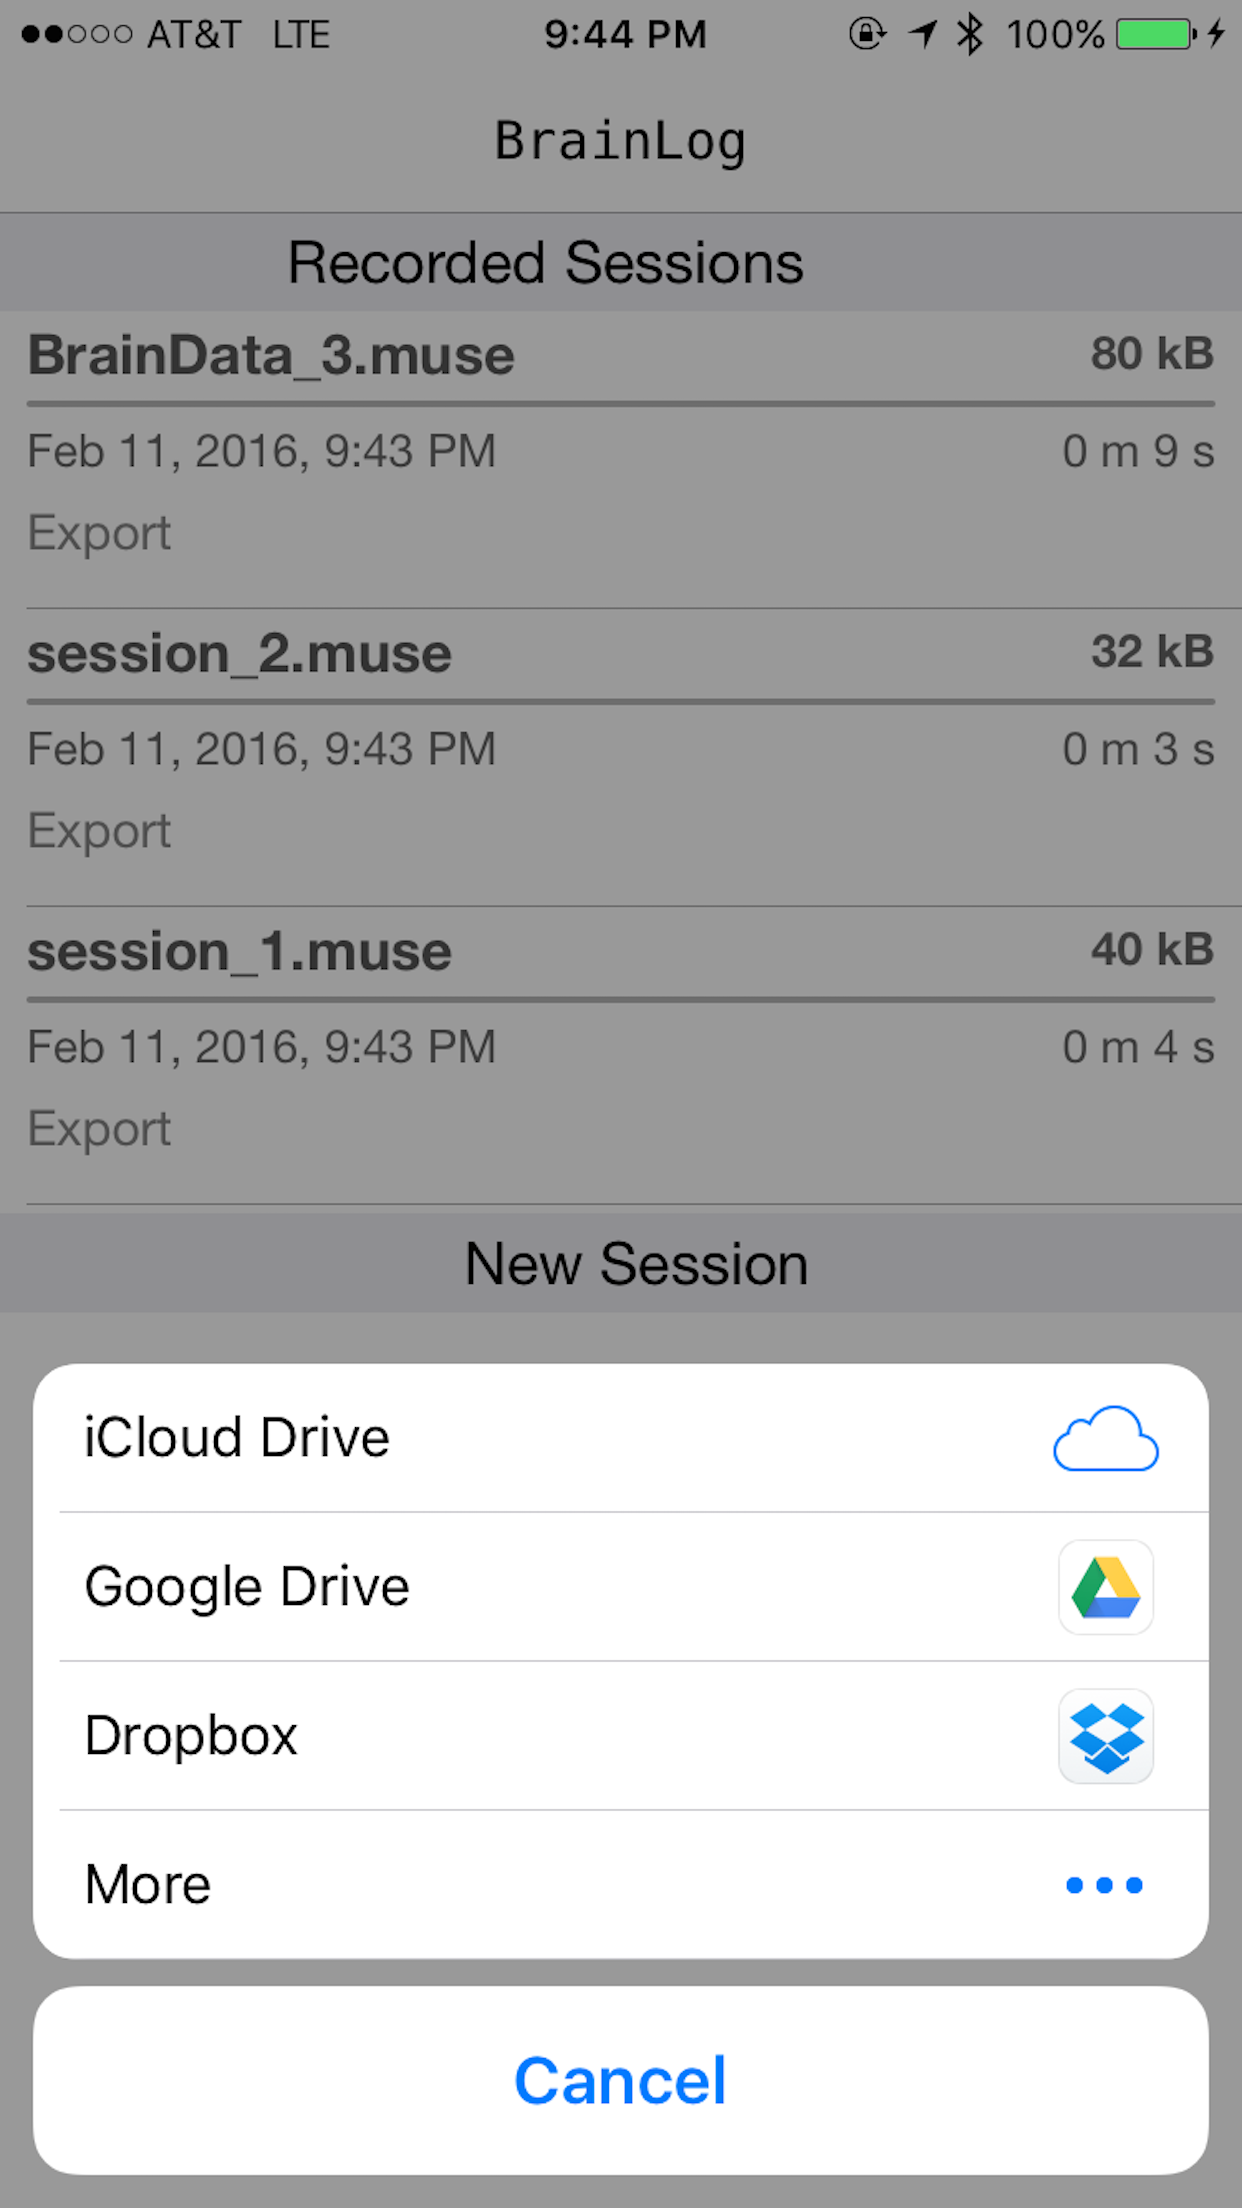 AT&T LTE 9:44 PM 100%
BrainLog
Recorded Sessions
BrainData_3.muse 80 kB
Feb 11, 2016, 9:43 PM 0 m 9 s
Export
session_2.muse 32 kB
Feb 11, 2016, 9:43 PM 0 m 3 s
Export
session_1.muse 40 kB
Feb 11, 2016, 9:43 PM 0 m 4 s
Export
New Session
iCloud Drive
Google Drive
Dropbox
More
Cancel